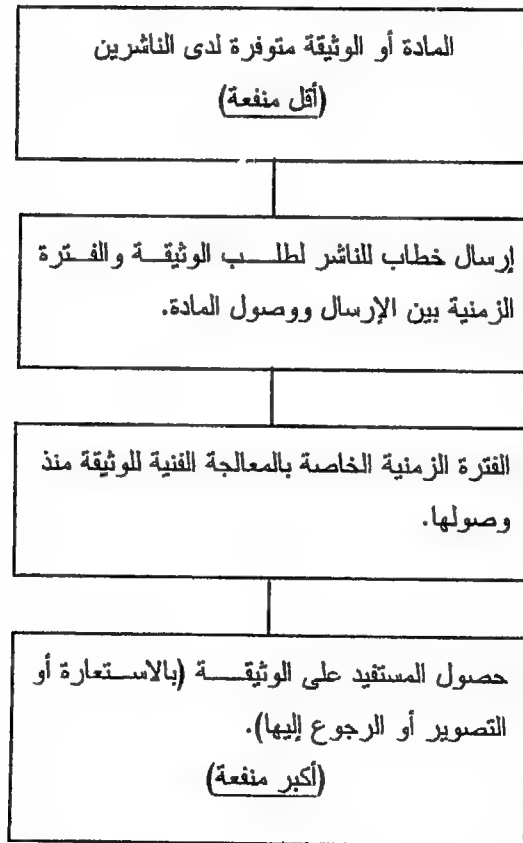 المادة أو الوثيقة متوفرة لدى الناشرين
(أقل منفعة)
إرسال خطاب للناشر لطلب الوثيقة والفترة
الزمنية بين الإرسال ووصول المادة.
الفترة الزمنية الخاصة بالمعالجة الفنية للوثيقة منذ
وصولها.
حصول المستفيد على الوثيقة (بالاستعارة أو
التصوير أو الرجوع إليها).
(أكبر منفعة)